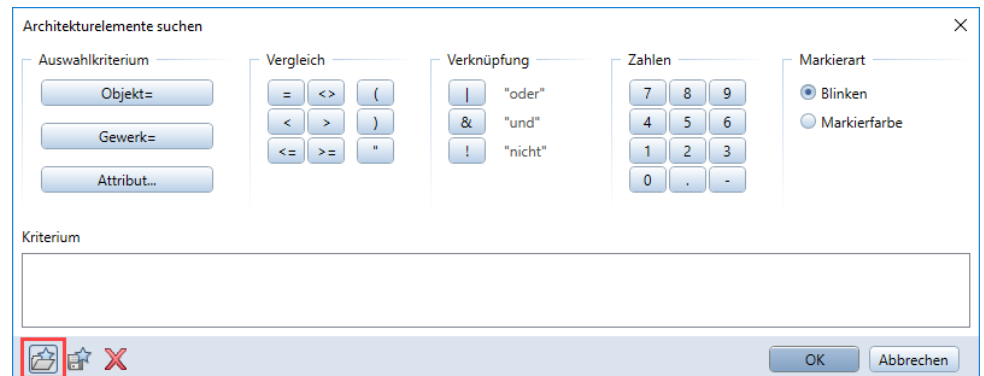 Architekturelemente suchen
Auswahlkriterium Vergleich Verknüpfung Zahlen Markierart
Objekt= = <> ( | "oder" 7 8 9 Blinken
Gewerk= < > ) & "und" 4 5 6 Markierfarbe
<= >= " ! "nicht" 1 2 3
Attribut... 0 . -
Kriterium
OK Abbrechen